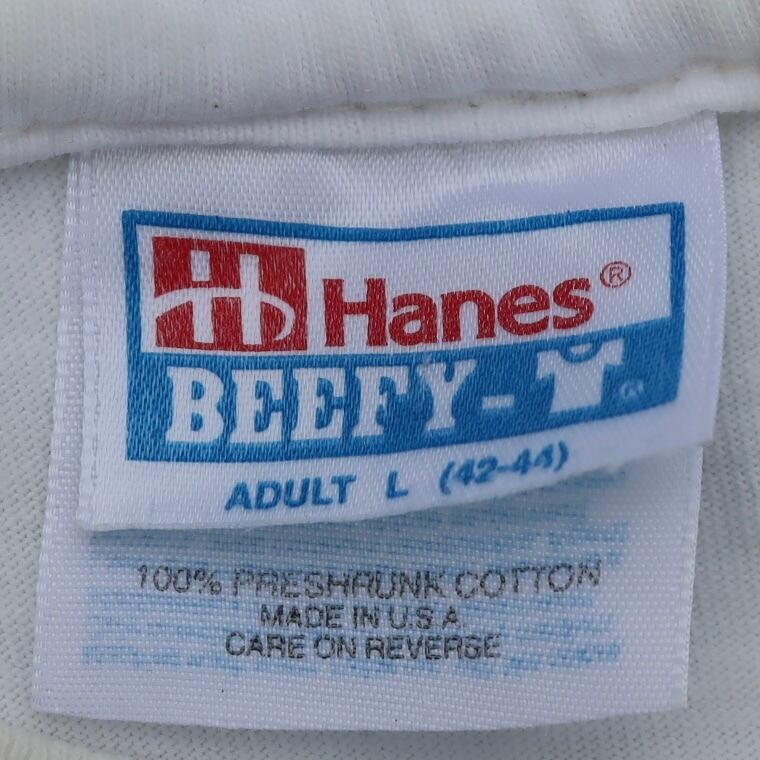 Hanes®
BEEFY-T
ADULT L (42-44)
100% PRESHRUNK COTTON
MADE IN U.S.A.
CARE ON REVERSE